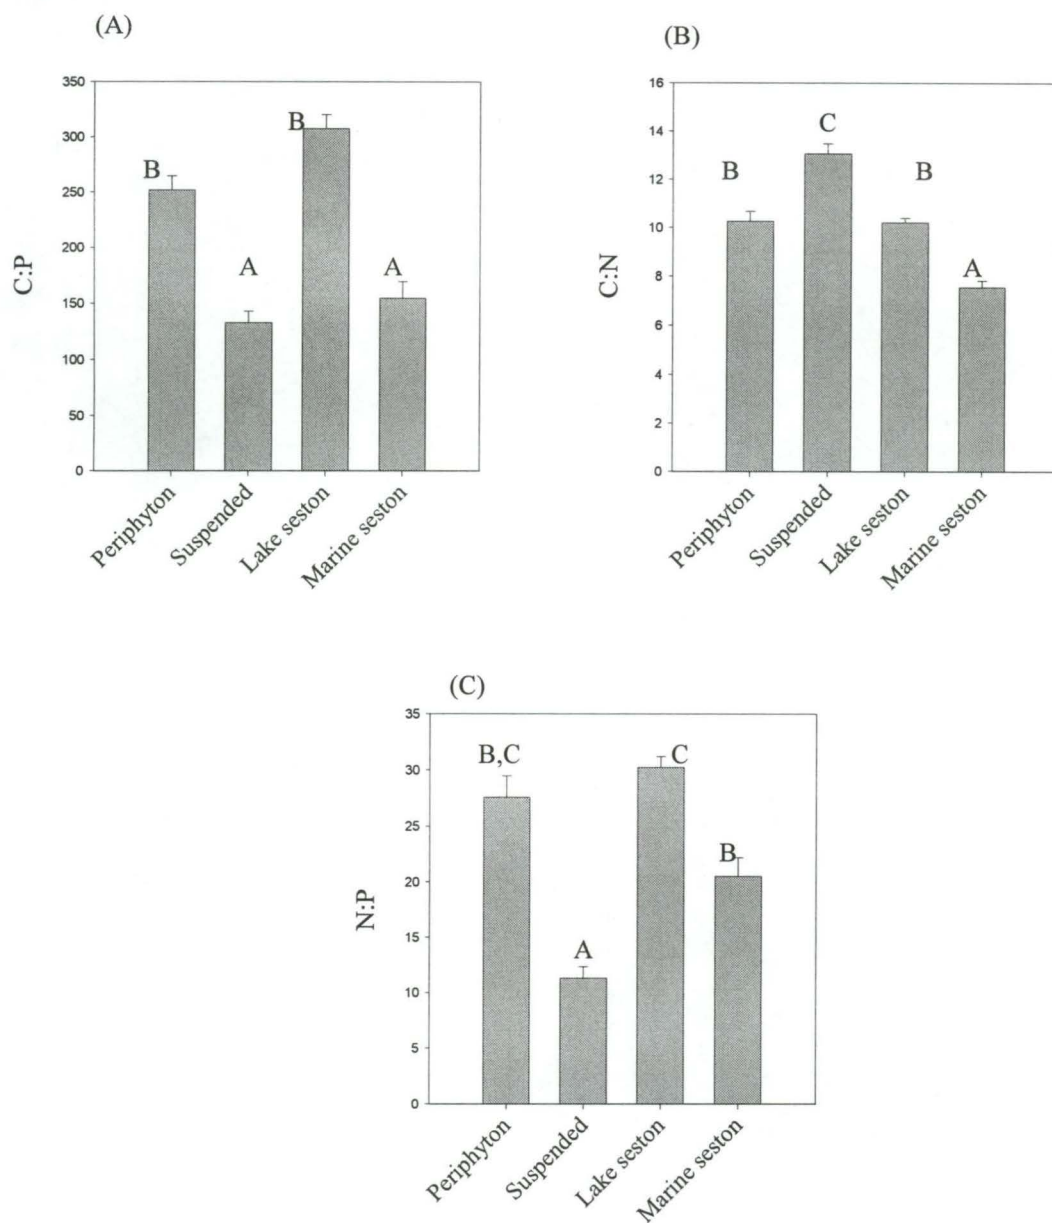 (A)
350
300
250
200
150
100
50
0
C:P
B
A
B
A
Periphyton
Suspended
Lake seston
Marine seston
(B)
16
14
12
10
8
6
4
2
0
C:N
B
C
B
A
Periphyton
Suspended
Lake seston
Marine seston
(C)
35
30
25
20
15
10
5
0
N:P
B,C
A
C
B
Periphyton
Suspended
Lake seston
Marine seston